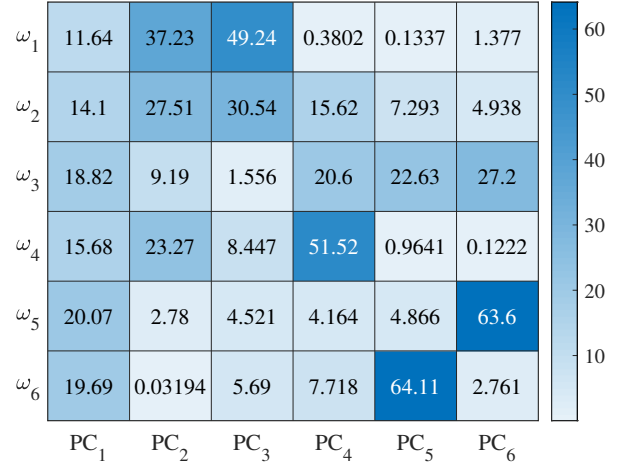 ω₁ 11.64 37.23 49.24 0.3802 0.1337 1.377
ω₂ 14.1 27.51 30.54 15.62 7.293 4.938
ω₃ 18.82 9.19 1.556 20.6 22.63 27.2
ω₄ 15.68 23.27 8.447 51.52 0.9641 0.1222
ω₅ 20.07 2.78 4.521 4.164 4.866 63.6
ω₆ 19.69 0.03194 5.69 7.718 64.11 2.761
PC₁ PC₂ PC₃ PC₄ PC₅ PC₆
60
50
40
30
20
10